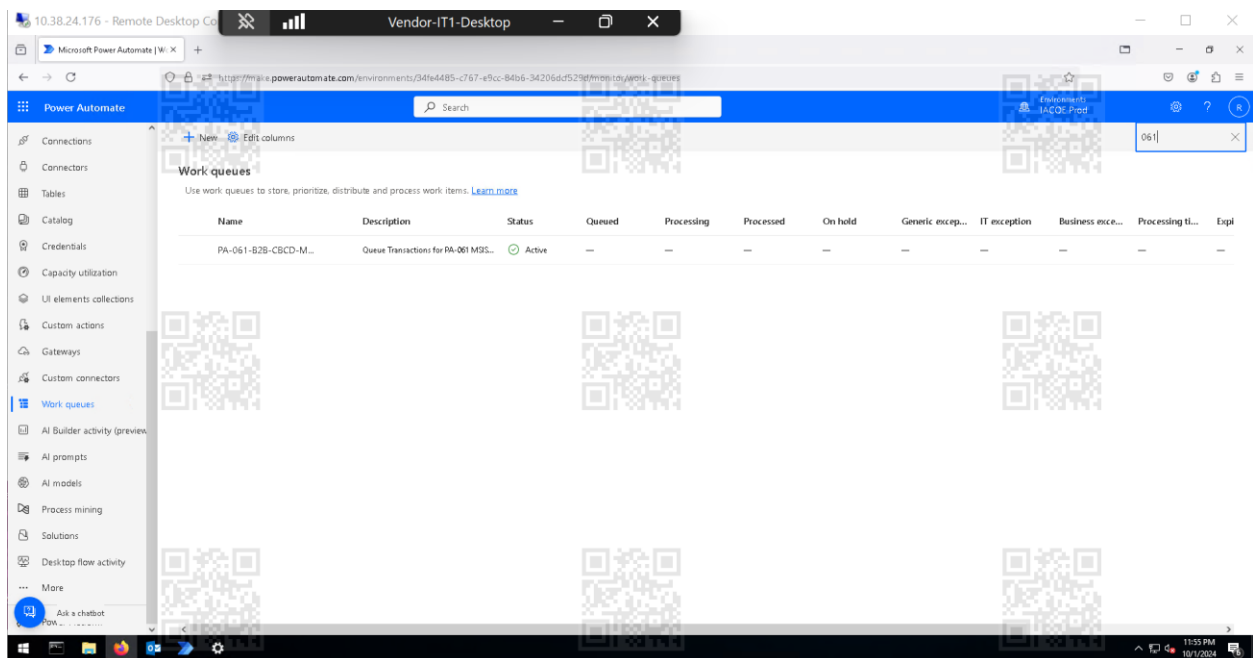 10.38.24.176 - Remote Desktop Co
Vendor-IT1-Desktop
Microsoft Power Automate | W
https://make.powerautomate.com/environments/34fe4485-c767-e9cc-84b6-34206dcf529d/monitor/work-queues
Power Automate
Search
Environments
IACOE-Prod
R
Connections
New
Edit columns
061
Connectors
Work queues
Use work queues to store, prioritize, distribute and process work items. Learn more
Tables
Catalog
Name Description Status Queued Processing Processed On hold Generic excep... IT exception Business exce... Processing ti... Expi
Credentials
PA-061-B2B-CBCD-M... Queue Transactions for PA-061 MSIS... Active — — — — — — — — —
Capacity utilization
UI elements collections
Custom actions
Gateways
Custom connectors
Work queues
AI Builder activity (preview
AI prompts
AI models
Process mining
Solutions
Desktop flow activity
More
Ask a chatbot
11:55 PM
10/1/2024